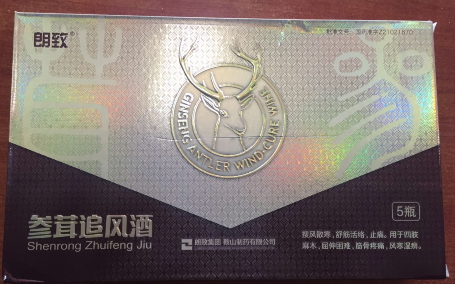 朗致®
批准文号：国药准字Z21021870
GINSENG ANTLER WIND-CURE WINE
参茸追风酒
Shenrong Zhuifeng Jiu
5瓶
祛风散寒，舒筋活络，止痛。用于四肢
麻木，屈伸困难，筋骨疼痛，风寒湿痹。
朗致集团 鞍山制药有限公司